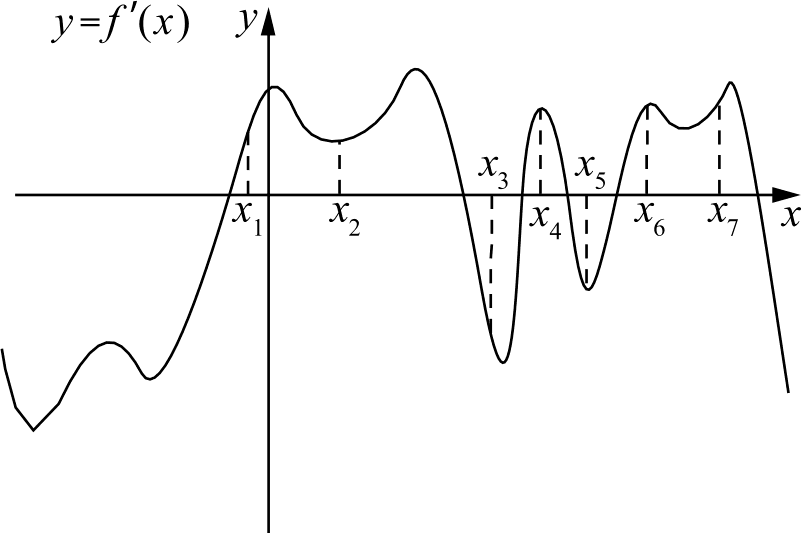 y=f'(x)
y
x₃ x₅
x₁ x₂ x₄ x₆ x₇ x